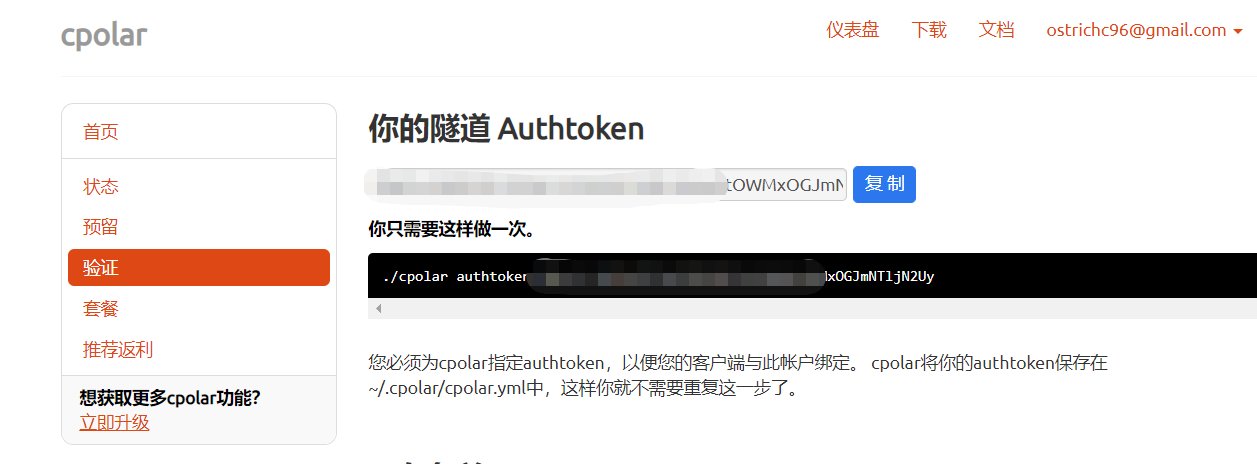 cpolar
仪表盘 下载 文档 ostrichc96@gmail.com
首页
状态
预留
验证
套餐
推荐返利
想获取更多cpolar功能？
立即升级
你的隧道 Authtoken
复制
你只需要这样做一次。
./cpolar authtoken
您必须为cpolar指定authtoken，以便您的客户端与此帐户绑定。 cpolar将你的authtoken保存在
~/.cpolar/cpolar.yml中，这样你就不需要重复这一步了。